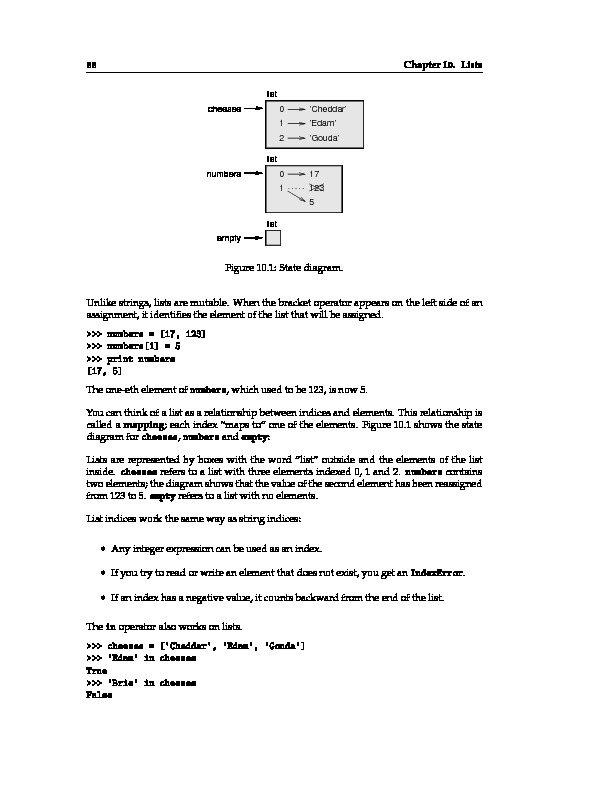 88 Chapter 10. Lists
list
cheeses 0 'Cheddar'
1 'Edam'
2 'Gouda'
list
numbers 0 17
1 123
5
list
empty
Figure 10.1: State diagram.
Unlike strings, lists are mutable. When the bracket operator appears on the left side of an
assignment, it identifies the element of the list that will be assigned.
>>> numbers = [17, 123]
>>> numbers[1] = 5
>>> print numbers
[17, 5]
The one-eth element of numbers, which used to be 123, is now 5.
You can think of a list as a relationship between indices and elements. This relationship is
called a mapping; each index "maps to" one of the elements. Figure 10.1 shows the state
diagram for cheeses, numbers and empty:
Lists are represented by boxes with the word "list" outside and the elements of the list
inside. cheeses refers to a list with three elements indexed 0, 1 and 2. numbers contains
two elements; the diagram shows that the value of the second element has been reassigned
from 123 to 5. empty refers to a list with no elements.
List indices work the same way as string indices:
• Any integer expression can be used as an index.
• If you try to read or write an element that does not exist, you get an IndexError.
• If an index has a negative value, it counts backward from the end of the list.
The in operator also works on lists.
>>> cheeses = ['Cheddar', 'Edam', 'Gouda']
>>> 'Edam' in cheeses
True
>>> 'Brie' in cheeses
False